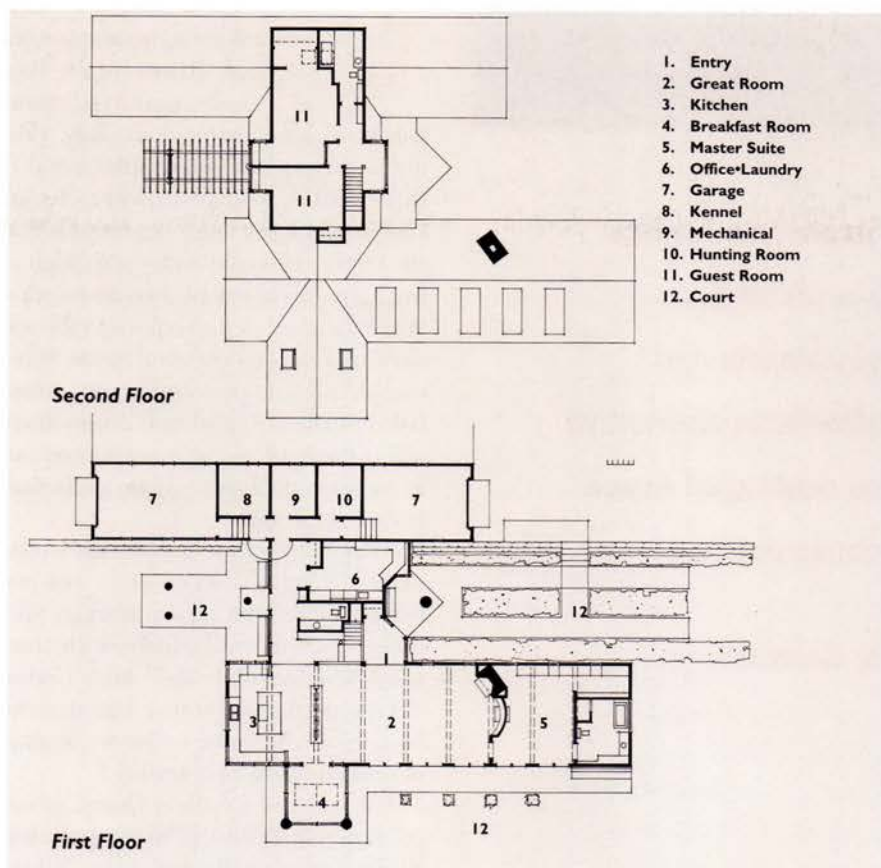 1. Entry
2. Great Room
3. Kitchen
4. Breakfast Room
5. Master Suite
6. Office•Laundry
7. Garage
8. Kennel
9. Mechanical
10. Hunting Room
11. Guest Room
12. Court
11
11
Second Floor
7 8 9 10 7
6
12 12
1
3 2 5
4
12
First Floor